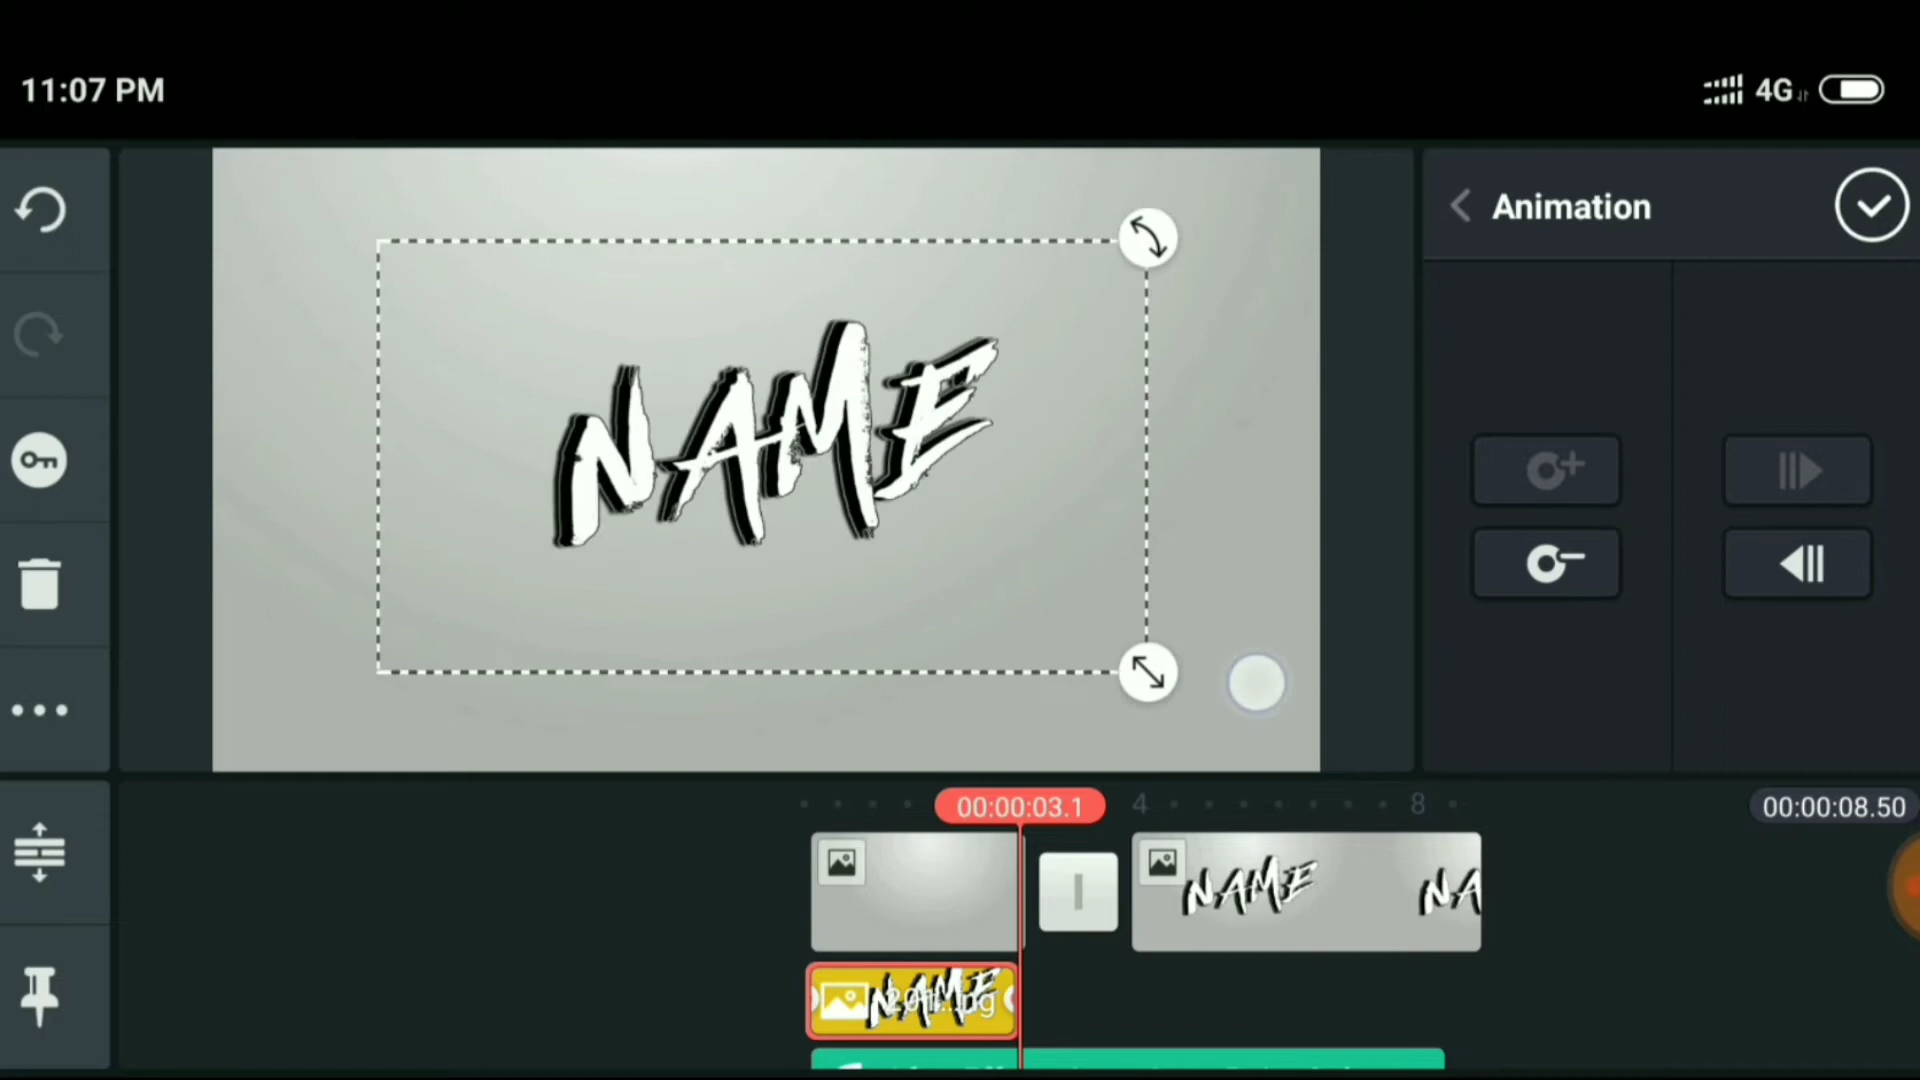 11:07 PM
4G
Animation
NAME
00:00:03.1
4
8
00:00:08.50
NAME
NA
NAME